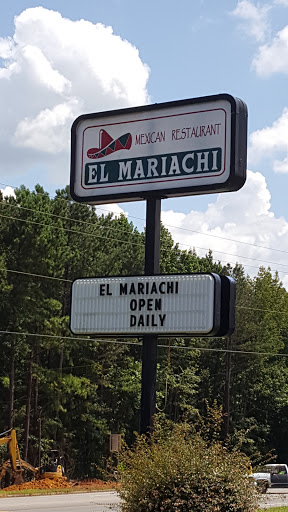 MEXICAN RESTAURANT
EL MARIACHI
EL MARIACHI
OPEN
DAILY